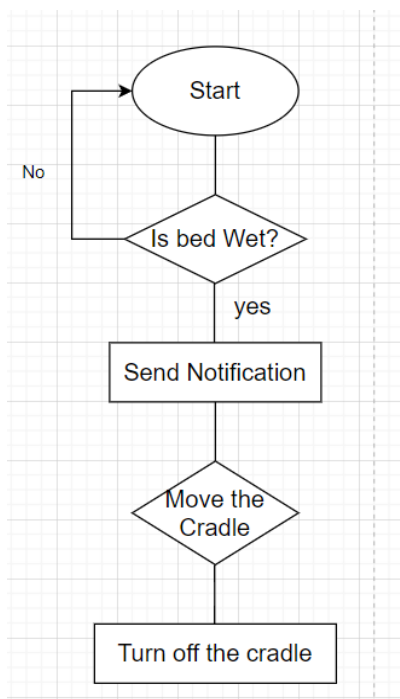 Start
No
Is bed Wet?
yes
Send Notification
Move the
Cradle
Turn off the cradle